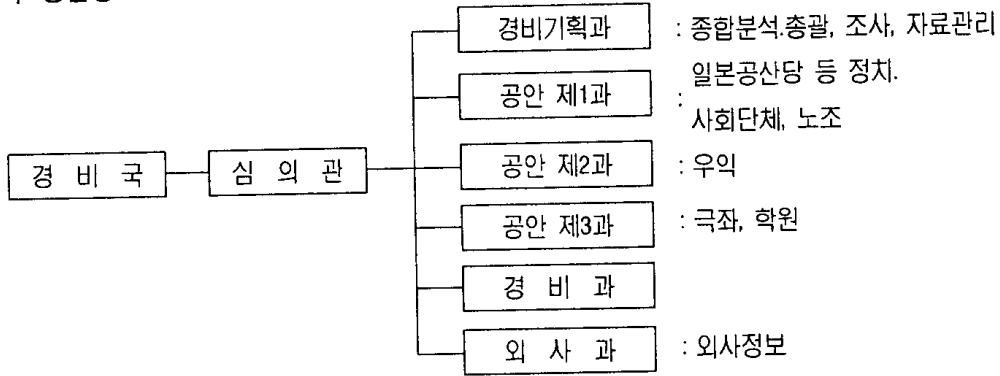 경비기획과 : 종합분석.총괄, 조사, 자료관리
일본공산당 등 정치.
공안 제1과 :
사회단체, 노조
경 비 국 심 의 관 공안 제2과 : 우익
공안 제3과 : 극좌, 학원
경 비 과
외 사 과 : 외사정보